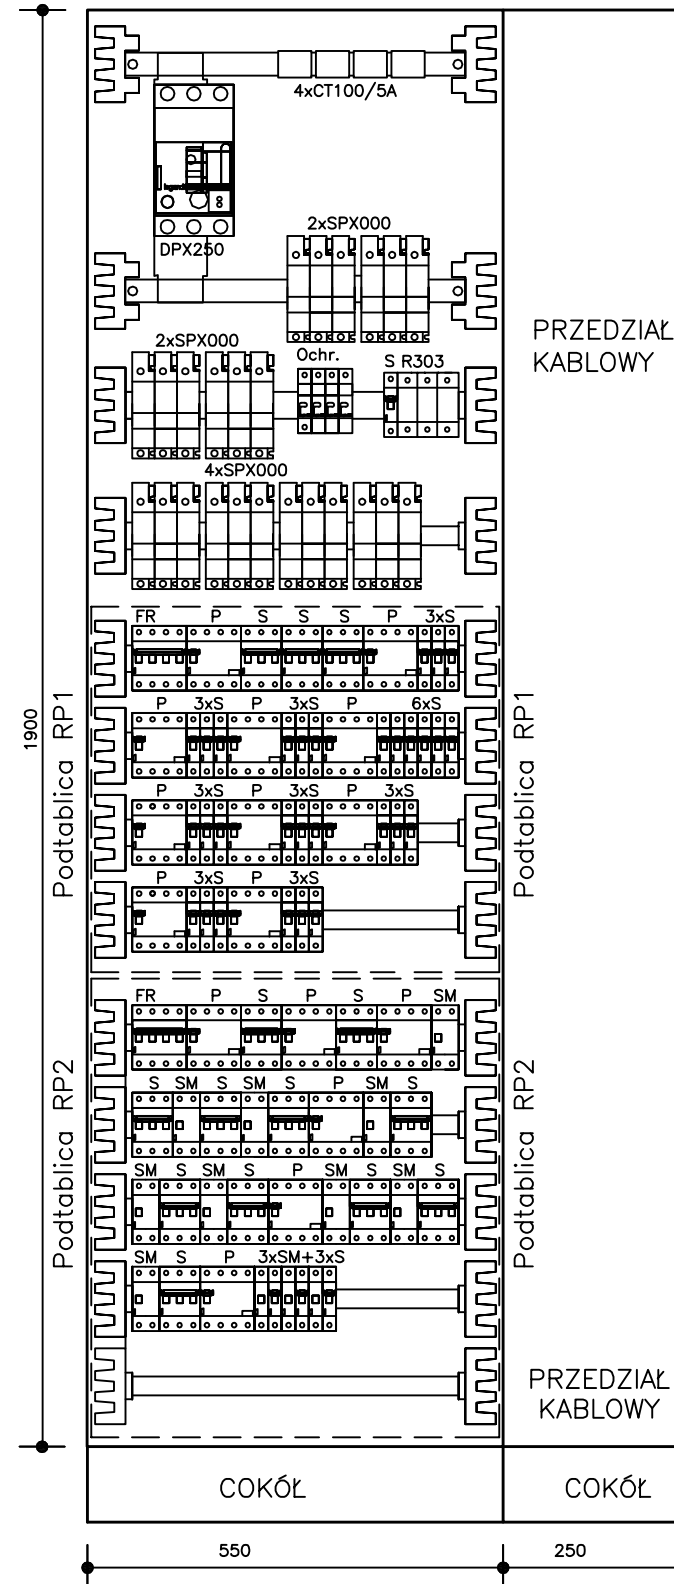 4xCT100/5A
legrand
DPX250
2xSPX000
PRZEDZIAŁ
KABLOWY
2xSPX000
Ochr.
S R303
4xSPX000
FR P S S S P 3xS
P 3xS P 3xS P 6xS
P 3xS P 3xS P 3xS
P 3xS P 3xS
Podtablica RP1
Podtablica RP1
1900
FR P S P S P SM
S SM S SM S P SM S
SM S SM S P SM S SM S
SM S P 3xSM+3xS
Podtablica RP2
Podtablica RP2
PRZEDZIAŁ
KABLOWY
COKÓŁ
COKÓŁ
550
250